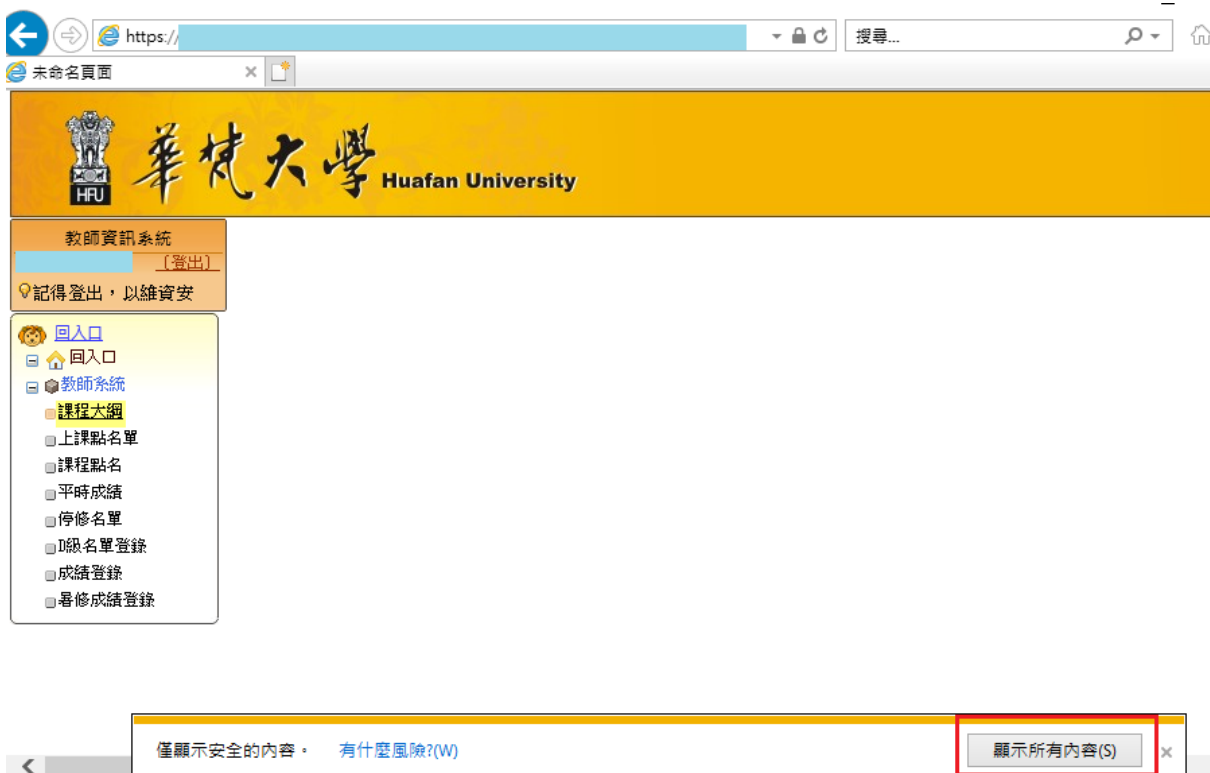 https://
搜尋...
未命名頁面
華梵大學 Huafan University
HFU
教師資訊系統
(登出)
記得登出，以維資安
回入口
回入口
教師系統
課程大綱
上課點名單
課程點名
平時成績
停修名單
D級名單登錄
成績登錄
暑修成績登錄
僅顯示安全的內容。 有什麼風險?(W) 顯示所有內容(S)